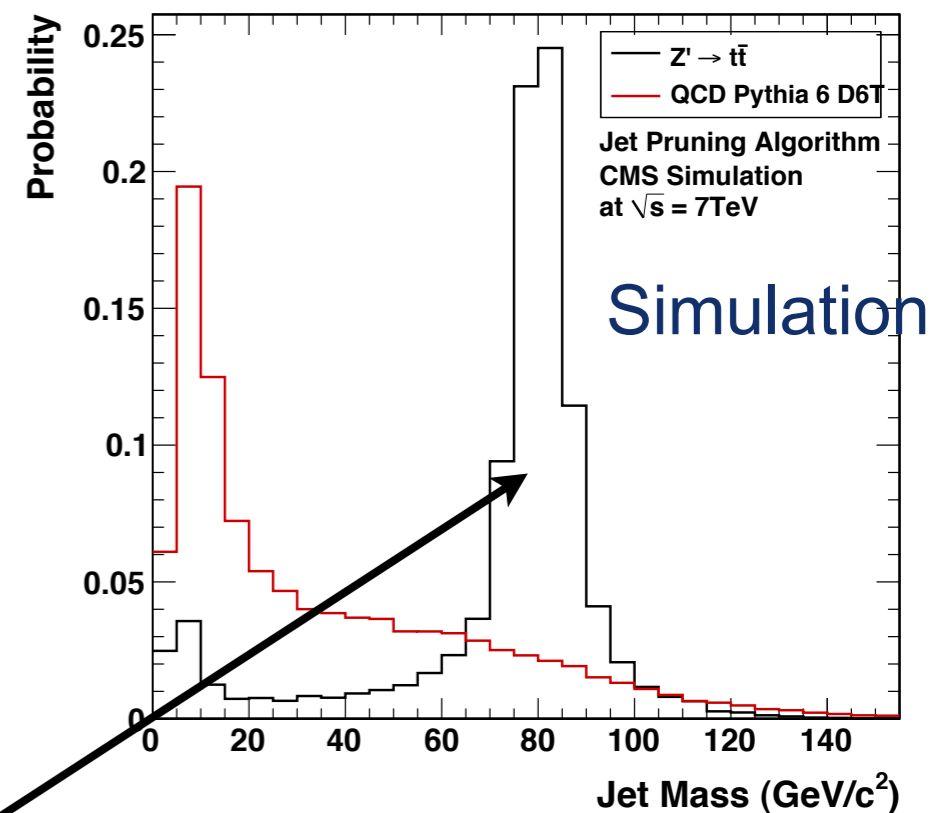 Probability
0.25
0.2
0.15
0.1
0.05
0
Z' → tt̄
QCD Pythia 6 D6T
Jet Pruning Algorithm
CMS Simulation
at √s = 7TeV
Simulation
0 20 40 60 80 100 120 140
Jet Mass (GeV/c²)